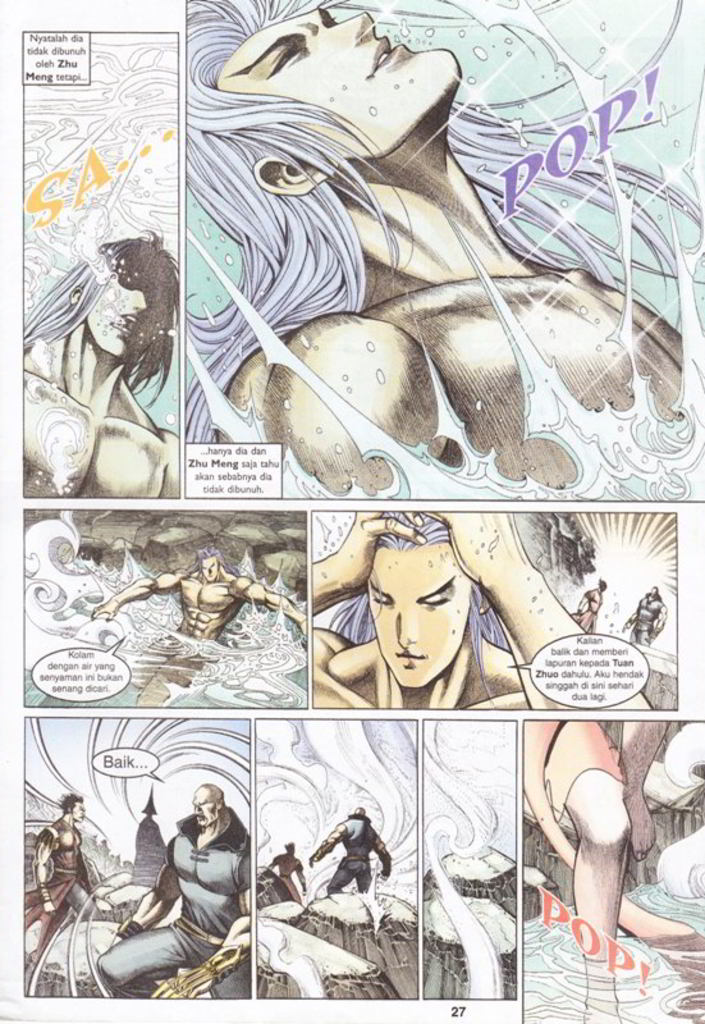 Nyatalah dia
tidak dibunuh
oleh Zhu
Meng tetapi...
SA...
POP!
...hanya dia dan
Zhu Meng saja tahu
akan sebabnya dia
tidak dibunuh.
Kolam
dengan air yang
senyaman ini bukan
senang dicari.
Kalian
balik dan memberi
lapuran kepada Tuan
Zhuo dahulu. Aku hendak
singgah di sini sehari
dua lagi.
Baik...
POP!
27